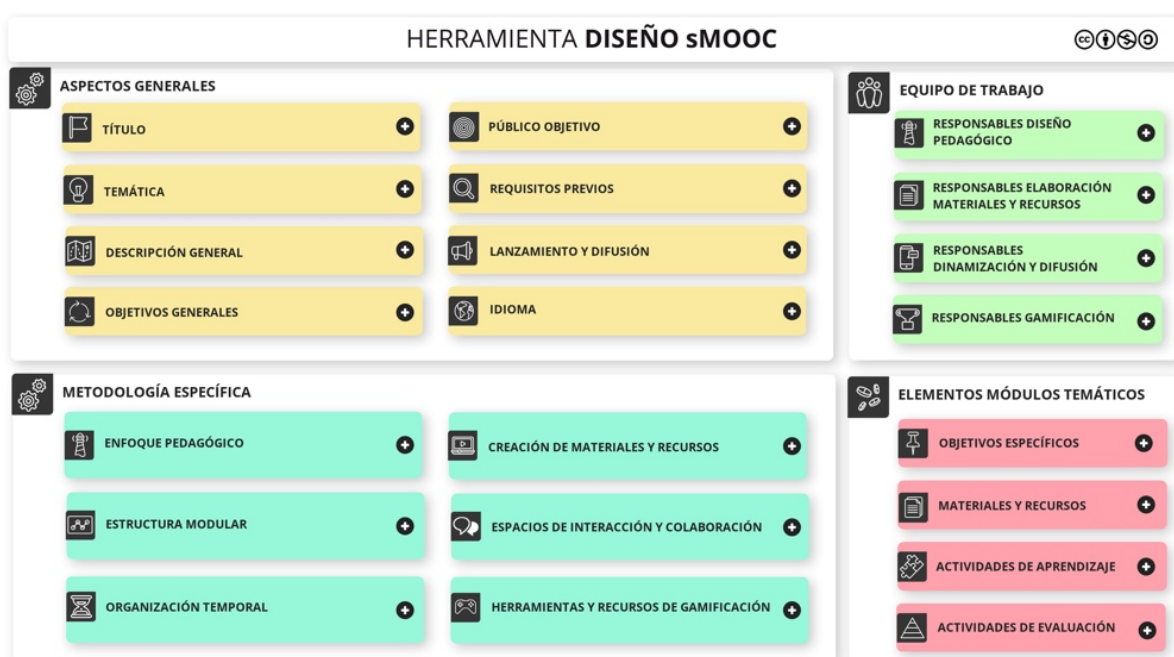 HERRAMIENTA DISEÑO sMOOC
ASPECTOS GENERALES
TÍTULO
TEMÁTICA
DESCRIPCIÓN GENERAL
OBJETIVOS GENERALES
PÚBLICO OBJETIVO
REQUISITOS PREVIOS
LANZAMIENTO Y DIFUSIÓN
IDIOMA
EQUIPO DE TRABAJO
RESPONSABLES DISEÑO
PEDAGÓGICO
RESPONSABLES ELABORACIÓN
MATERIALES Y RECURSOS
RESPONSABLES
DINAMIZACIÓN Y DIFUSIÓN
RESPONSABLES GAMIFICACIÓN
METODOLOGÍA ESPECÍFICA
ENFOQUE PEDAGÓGICO
ESTRUCTURA MODULAR
ORGANIZACIÓN TEMPORAL
CREACIÓN DE MATERIALES Y RECURSOS
ESPACIOS DE INTERACCIÓN Y COLABORACIÓN
HERRAMIENTAS Y RECURSOS DE GAMIFICACIÓN
ELEMENTOS MÓDULOS TEMÁTICOS
OBJETIVOS ESPECÍFICOS
MATERIALES Y RECURSOS
ACTIVIDADES DE APRENDIZAJE
ACTIVIDADES DE EVALUACIÓN